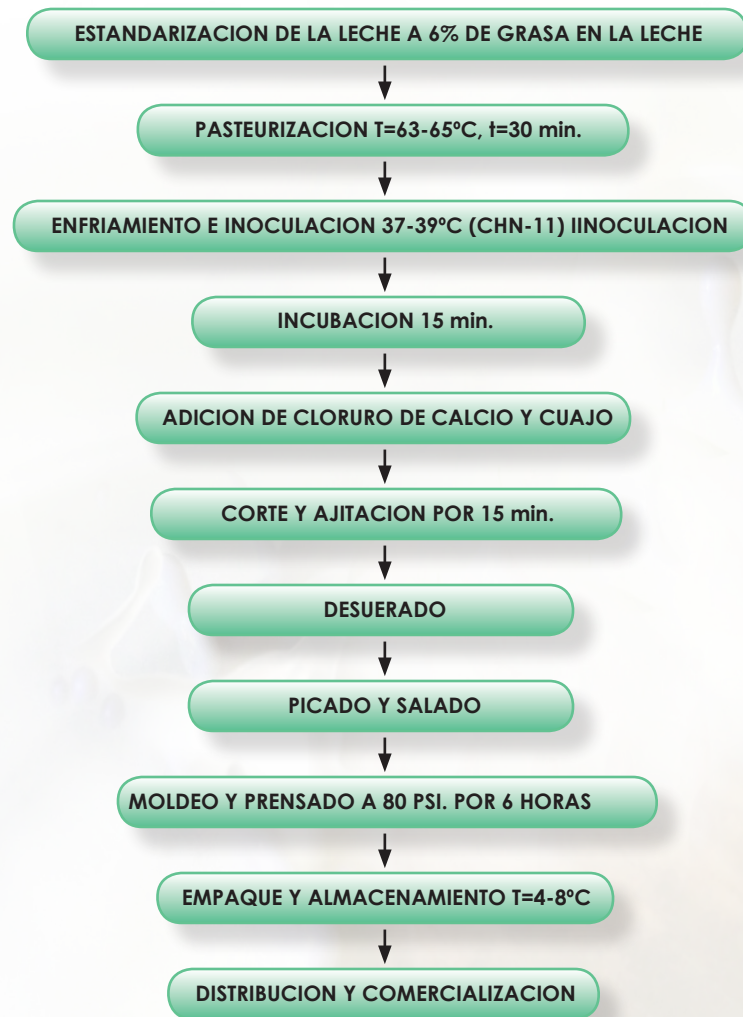 ESTANDARIZACION DE LA LECHE A 6% DE GRASA EN LA LECHE
PASTEURIZACION T=63-65ºC, t=30 min.
ENFRIAMIENTO E INOCULACION 37-39ºC (CHN-11) IINOCULACION
INCUBACION 15 min.
ADICION DE CLORURO DE CALCIO Y CUAJO
CORTE Y AJITACION POR 15 min.
DESUERADO
PICADO Y SALADO
MOLDEO Y PRENSADO A 80 PSI. POR 6 HORAS
EMPAQUE Y ALMACENAMIENTO T=4-8ºC
DISTRIBUCION Y COMERCIALIZACION